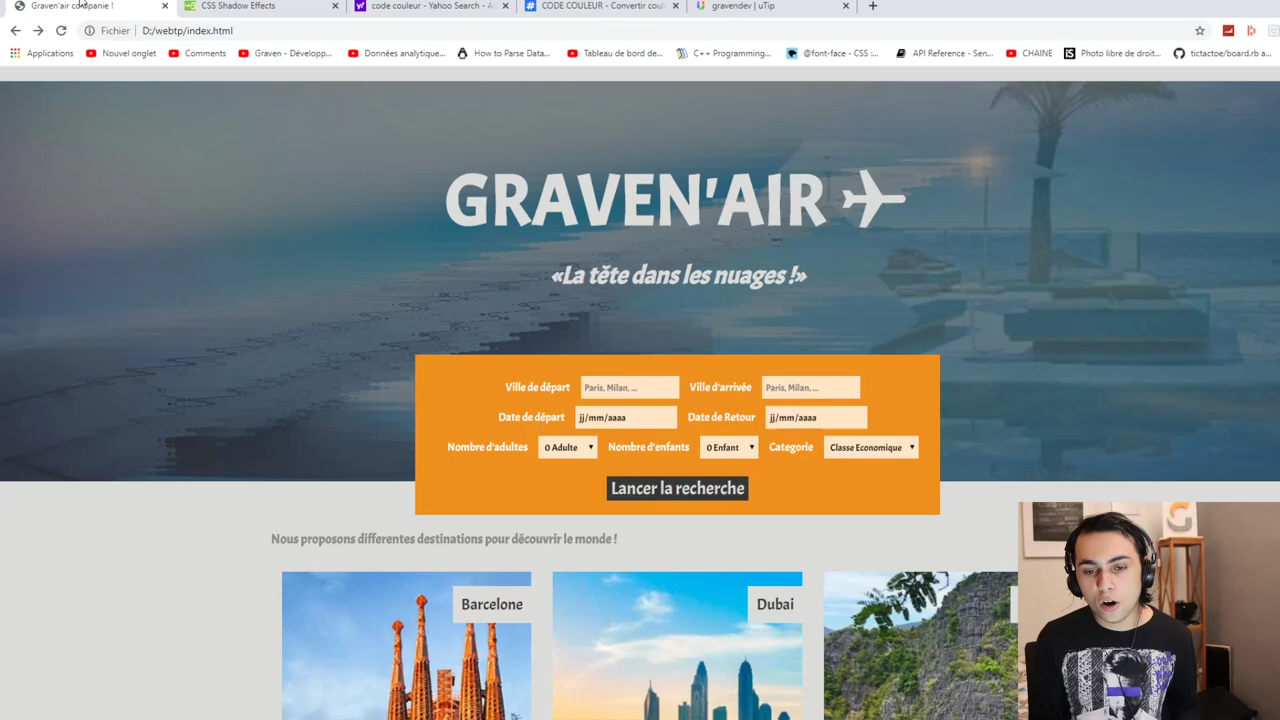 Graven'air companie !
CSS Shadow Effects
code couleur - Yahoo Search - A
CODE COULEUR - Convertir coule
gravendev | uTip
Fichier D:/webtp/index.html
Applications
Nouvel onglet
Comments
Graven - Développ...
Données analytique...
How to Parse Data...
Tableau de bord de...
C++ Programming...
@font-face - CSS :...
API Reference - Sen...
CHAINE
Photo libre de droit...
tictactoe/board.rb a...
GRAVEN'AIR
«La tête dans les nuages !»
Ville de départ Paris, Milan, ... Ville d'arrivée Paris, Milan, ...
Date de départ jj/mm/aaaa Date de Retour jj/mm/aaaa
Nombre d'adultes 0 Adulte Nombre d'enfants 0 Enfant Categorie Classe Economique
Lancer la recherche
Nous proposons differentes destinations pour découvrir le monde !
Barcelone
Dubai